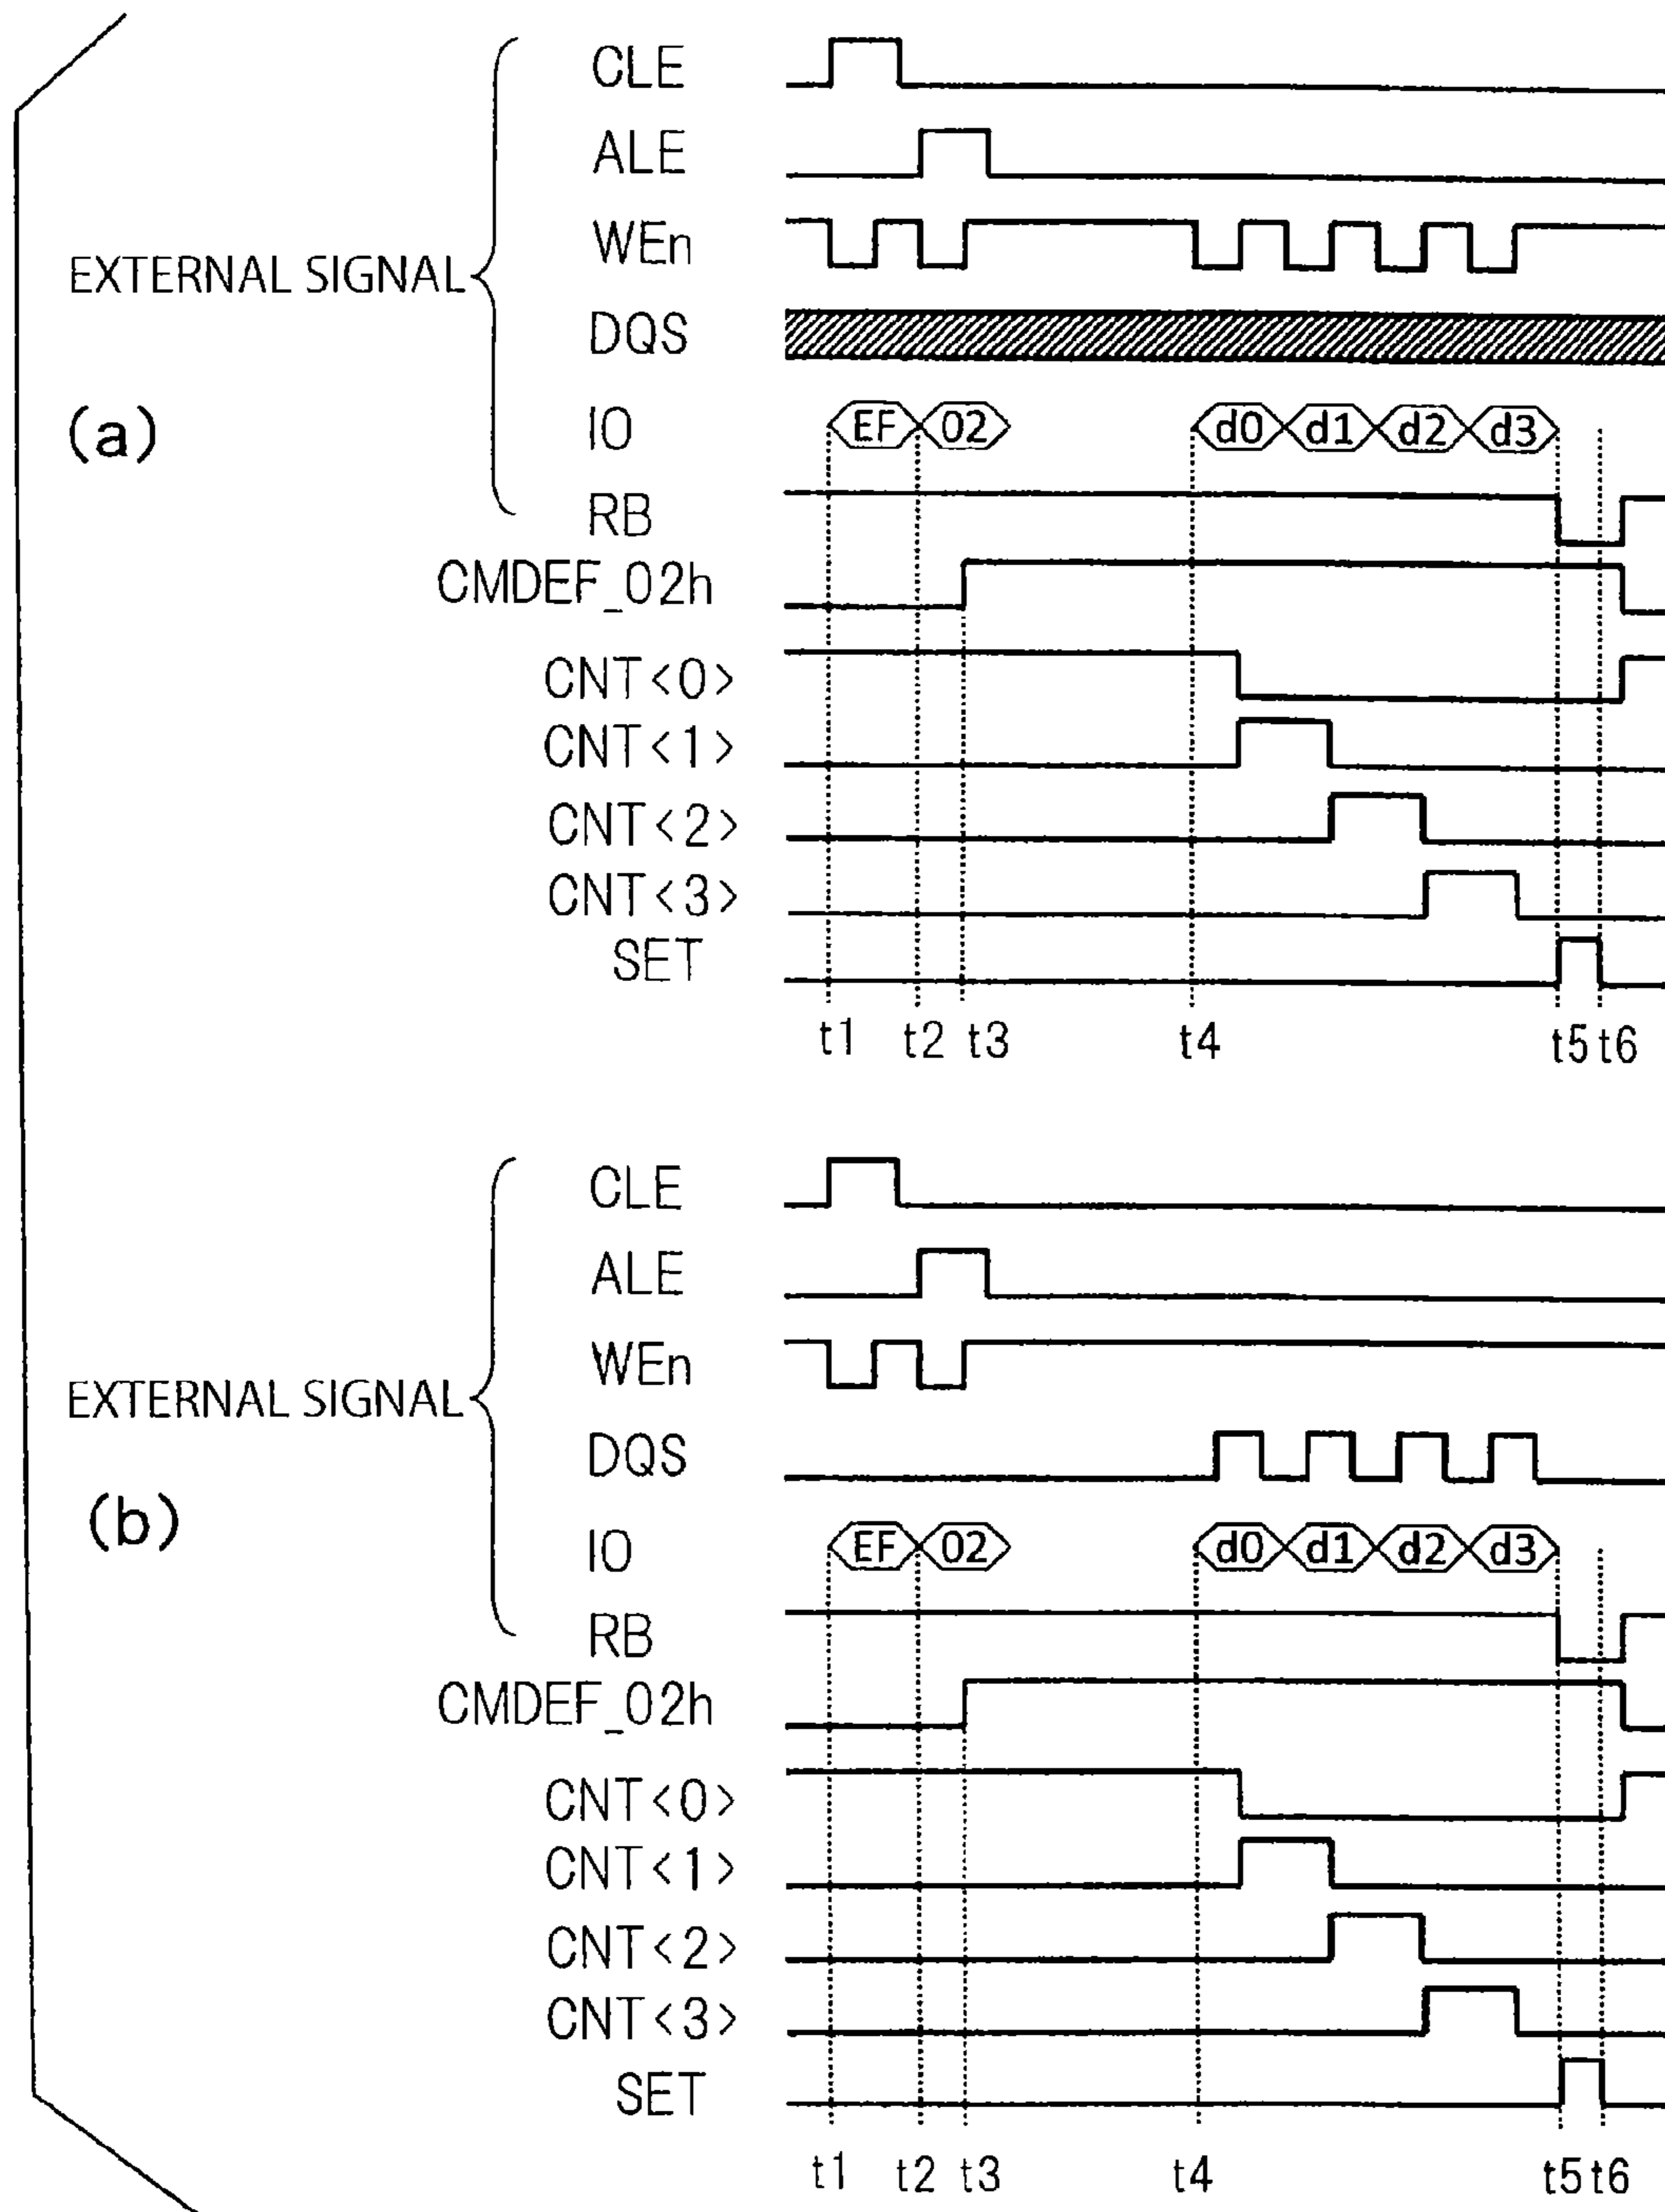 CLE
ALE
WEn
EXTERNAL SIGNAL
DQS
(a)
IO EF 02 d0 d1 d2 d3
RB
CMDEF_02h
CNT<0>
CNT<1>
CNT<2>
CNT<3>
SET
t1 t2 t3 t4 t5 t6
CLE
ALE
WEn
EXTERNAL SIGNAL
DQS
(b)
IO EF 02 d0 d1 d2 d3
RB
CMDEF_02h
CNT<0>
CNT<1>
CNT<2>
CNT<3>
SET
t1 t2 t3 t4 t5 t6